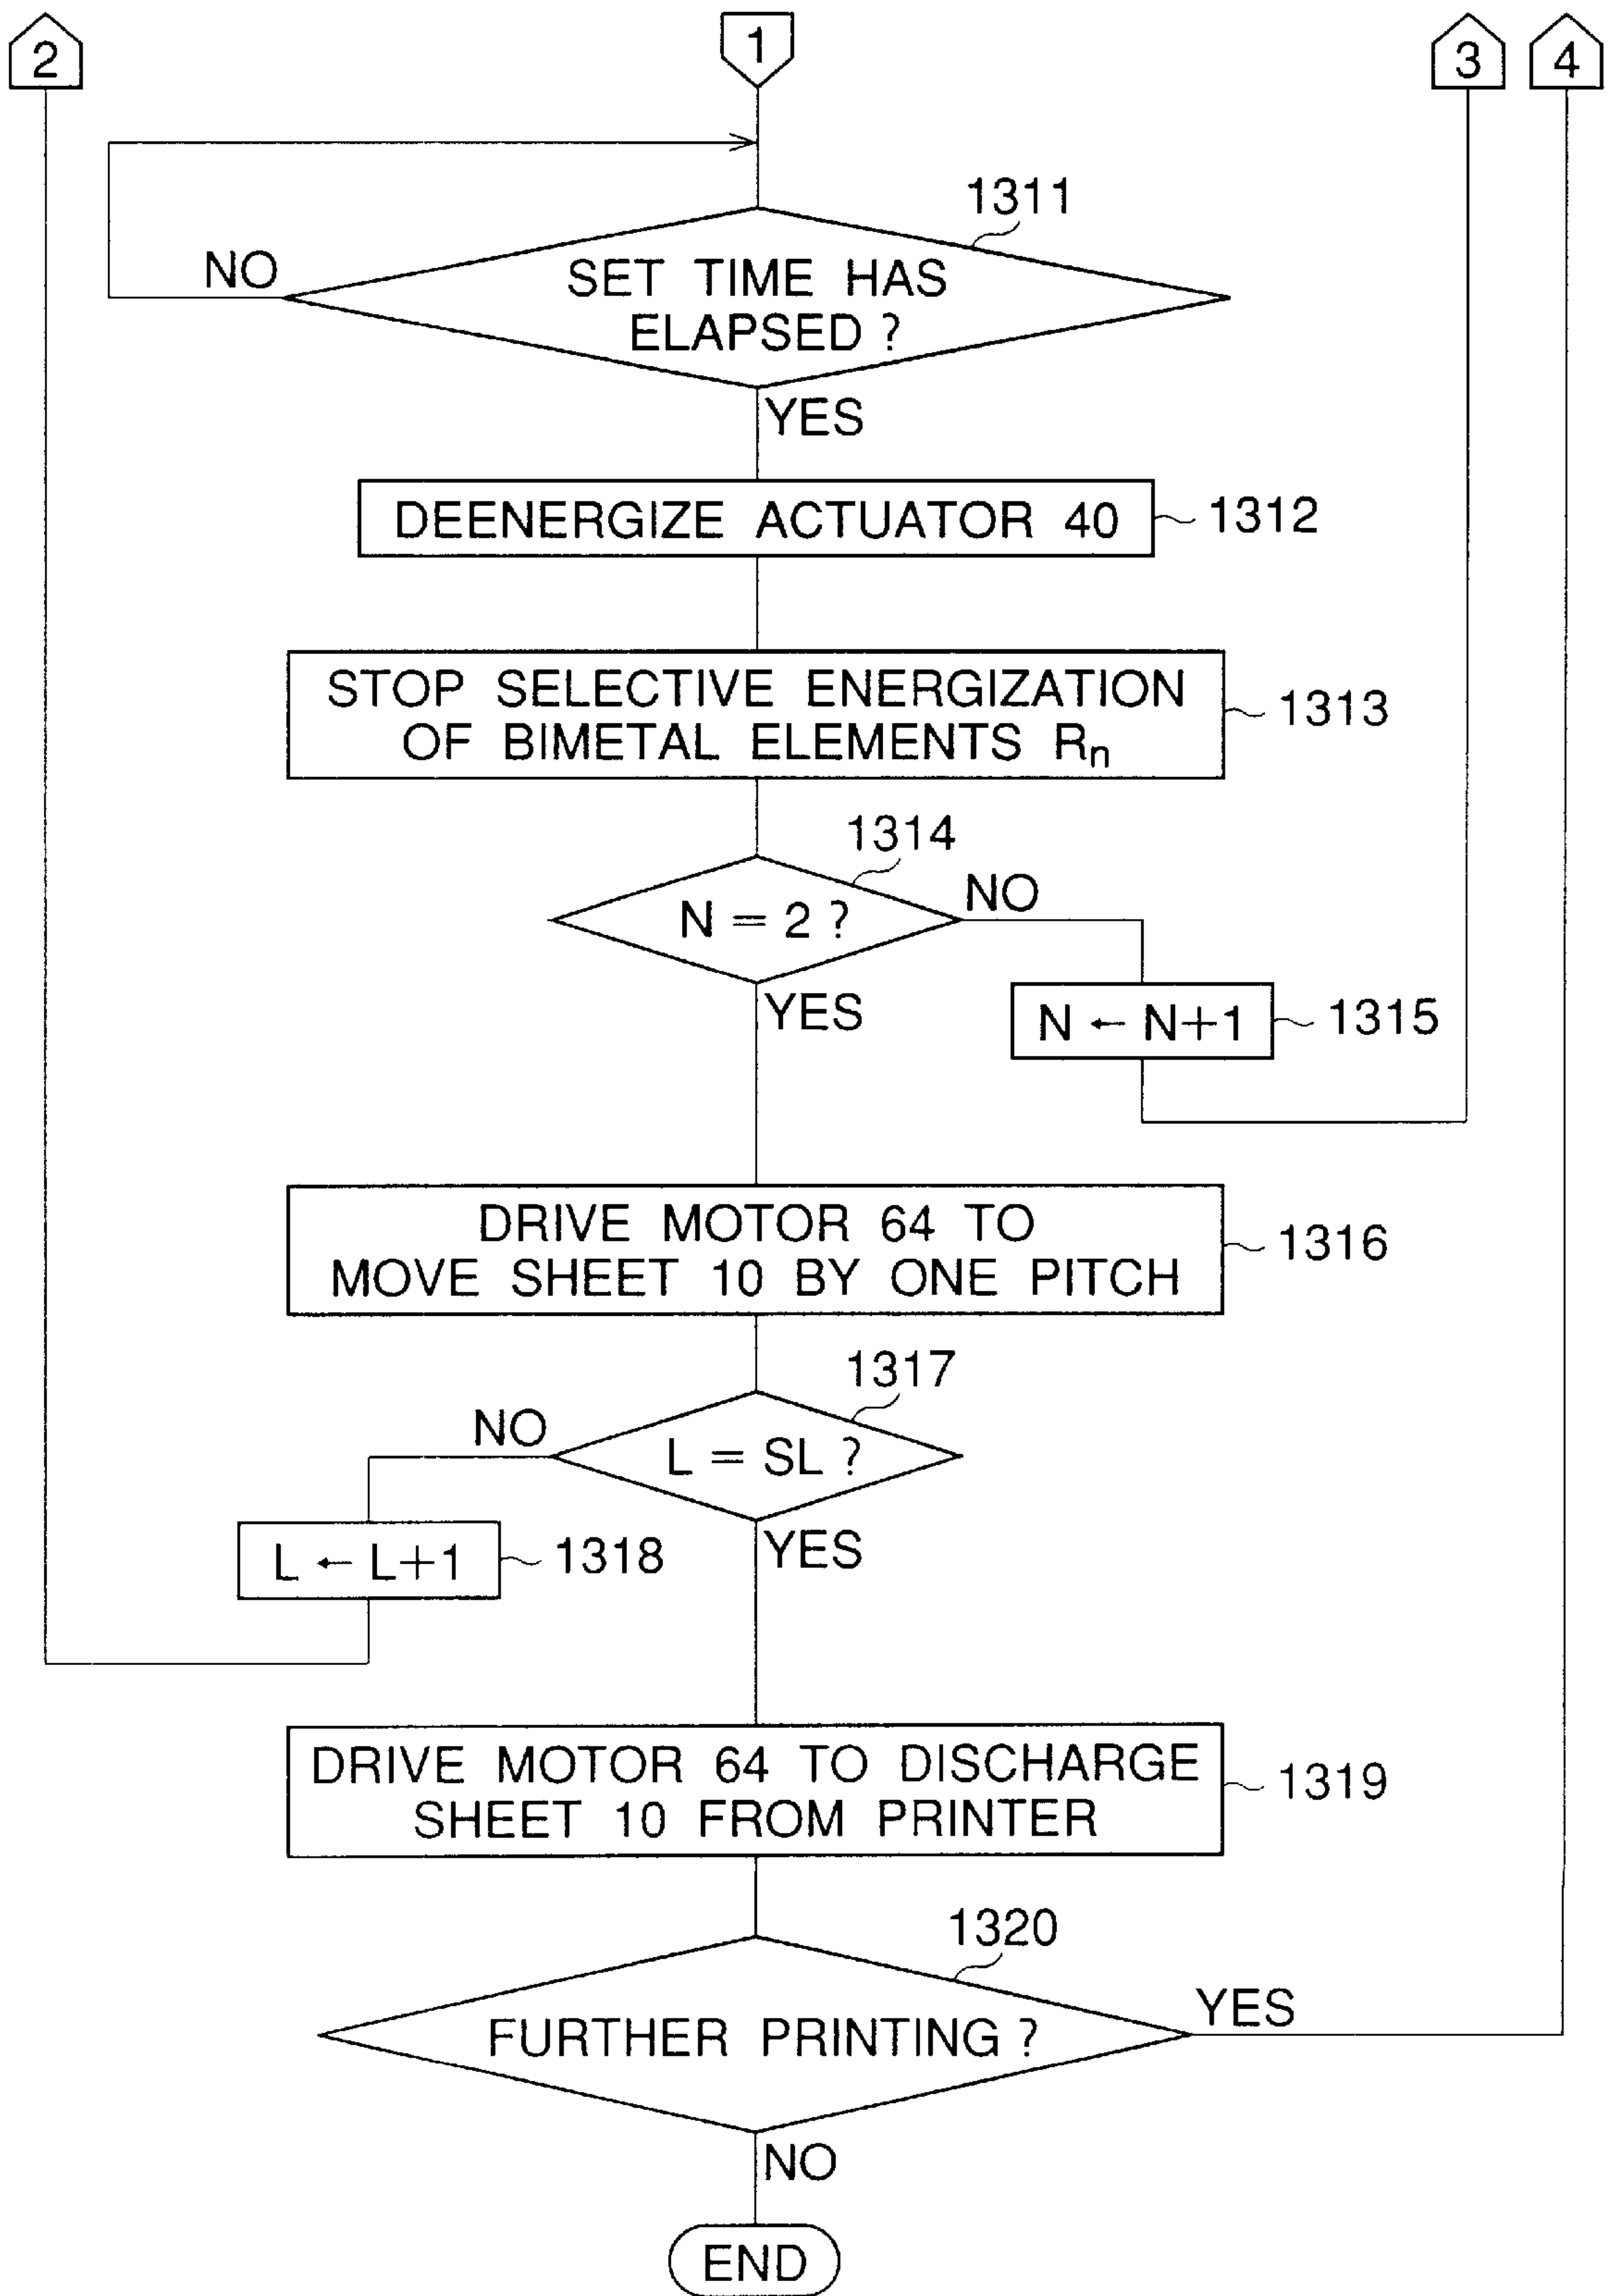 2
1
3
4
1311
NO
SET TIME HAS
ELAPSED ?
YES
DEENERGIZE ACTUATOR 40
1312
STOP SELECTIVE ENERGIZATION
OF BIMETAL ELEMENTS Rn
1313
1314
NO
N = 2 ?
YES
N ← N+1
1315
DRIVE MOTOR 64 TO
MOVE SHEET 10 BY ONE PITCH
1316
1317
NO
L = SL ?
YES
L ← L+1
1318
DRIVE MOTOR 64 TO DISCHARGE
SHEET 10 FROM PRINTER
1319
1320
YES
FURTHER PRINTING ?
NO
END